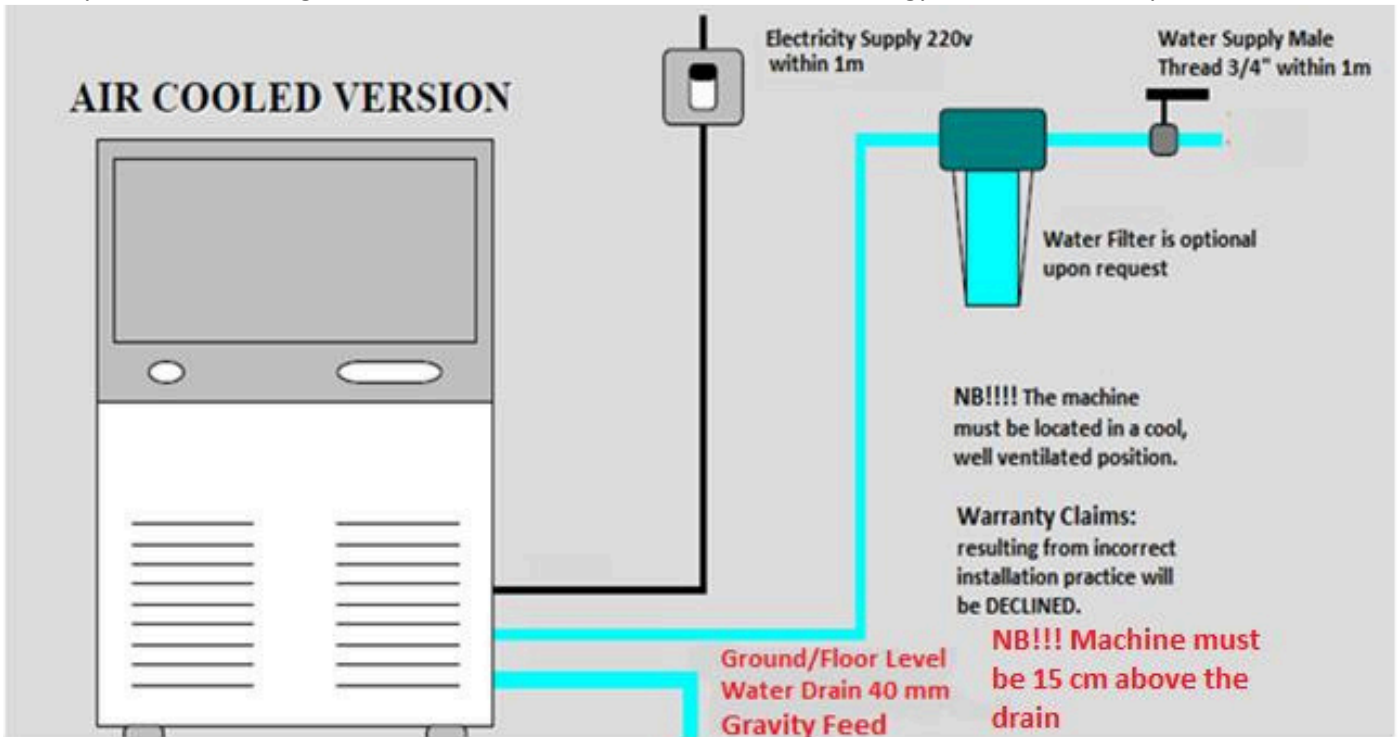 AIR COOLED VERSION
Electricity Supply 220v
within 1m
Water Supply Male
Thread 3/4" within 1m
Water Filter is optional
upon request
NB!!!! The machine
must be located in a cool,
well ventilated position.
Warranty Claims:
resulting from incorrect
installation practice will
be DECLINED.
Ground/Floor Level
Water Drain 40 mm
Gravity Feed
NB!!! Machine must
be 15 cm above the
drain